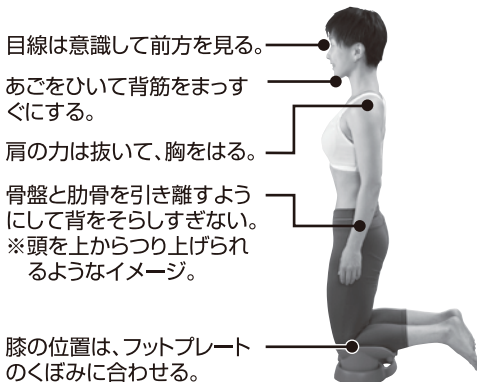 目線は意識して前方を見る。
あごをひいて背筋をまっす
ぐにする。
肩の力は抜いて、胸をはる。
骨盤と肋骨を引き離すよう
にして背をそらしすぎない。
※頭を上からつり上げられ
るようなイメージ。
膝の位置は、フットプレート
のくぼみに合わせる。